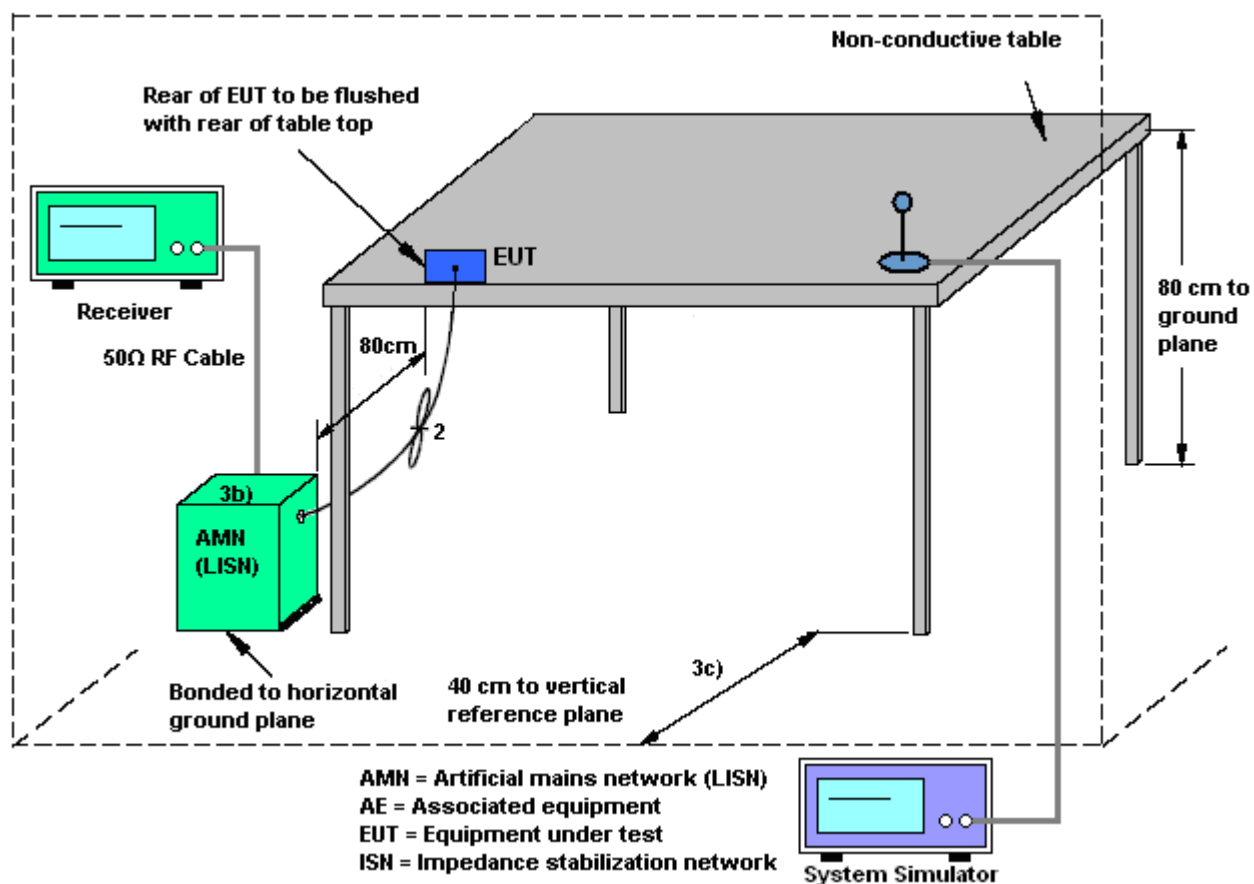 Non-conductive table
Rear of EUT to be flushed
with rear of table top
EUT
Receiver
80 cm to
ground
plane
50Ω RF Cable
80cm
2
3b)
AMN
(LISN)
3c)
Bonded to horizontal
ground plane
40 cm to vertical
reference plane
AMN = Artificial mains network (LISN)
AE = Associated equipment
EUT = Equipment under test
ISN = Impedance stabilization network
System Simulator